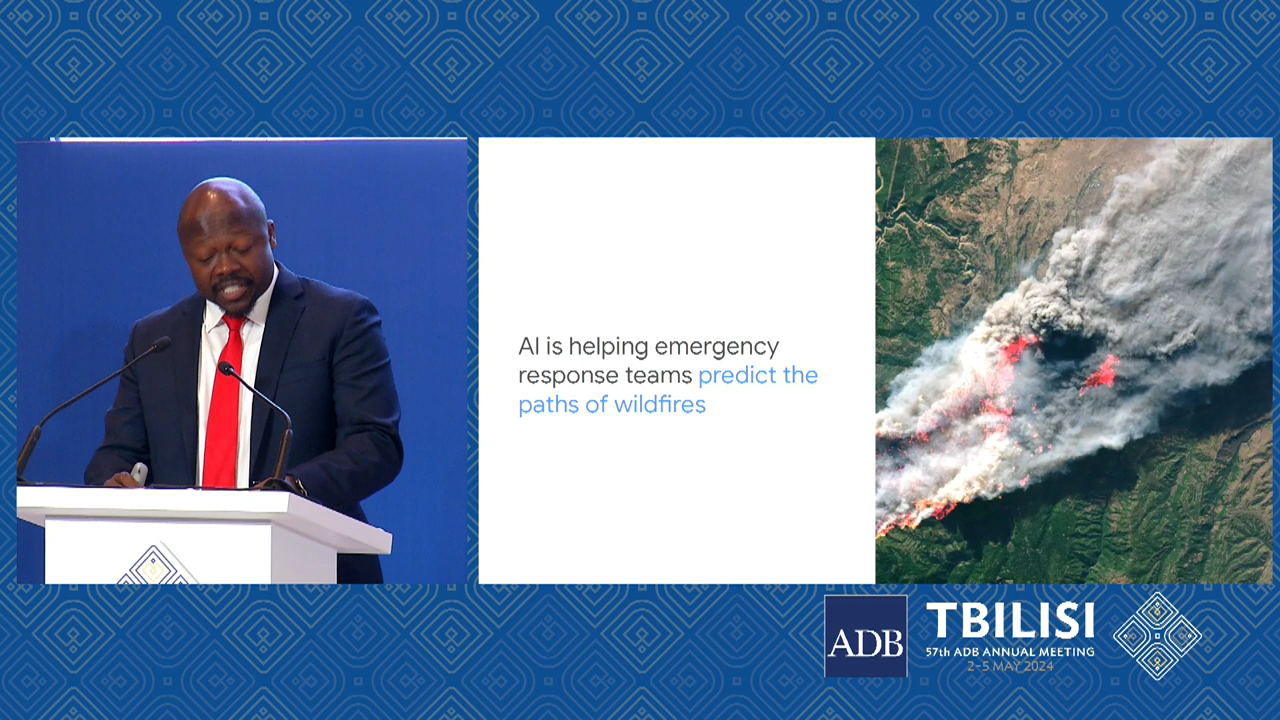 AI is helping emergency
response teams predict the
paths of wildfires
ADB
TBILISI
57th ADB ANNUAL MEETING
2-5 MAY 2024